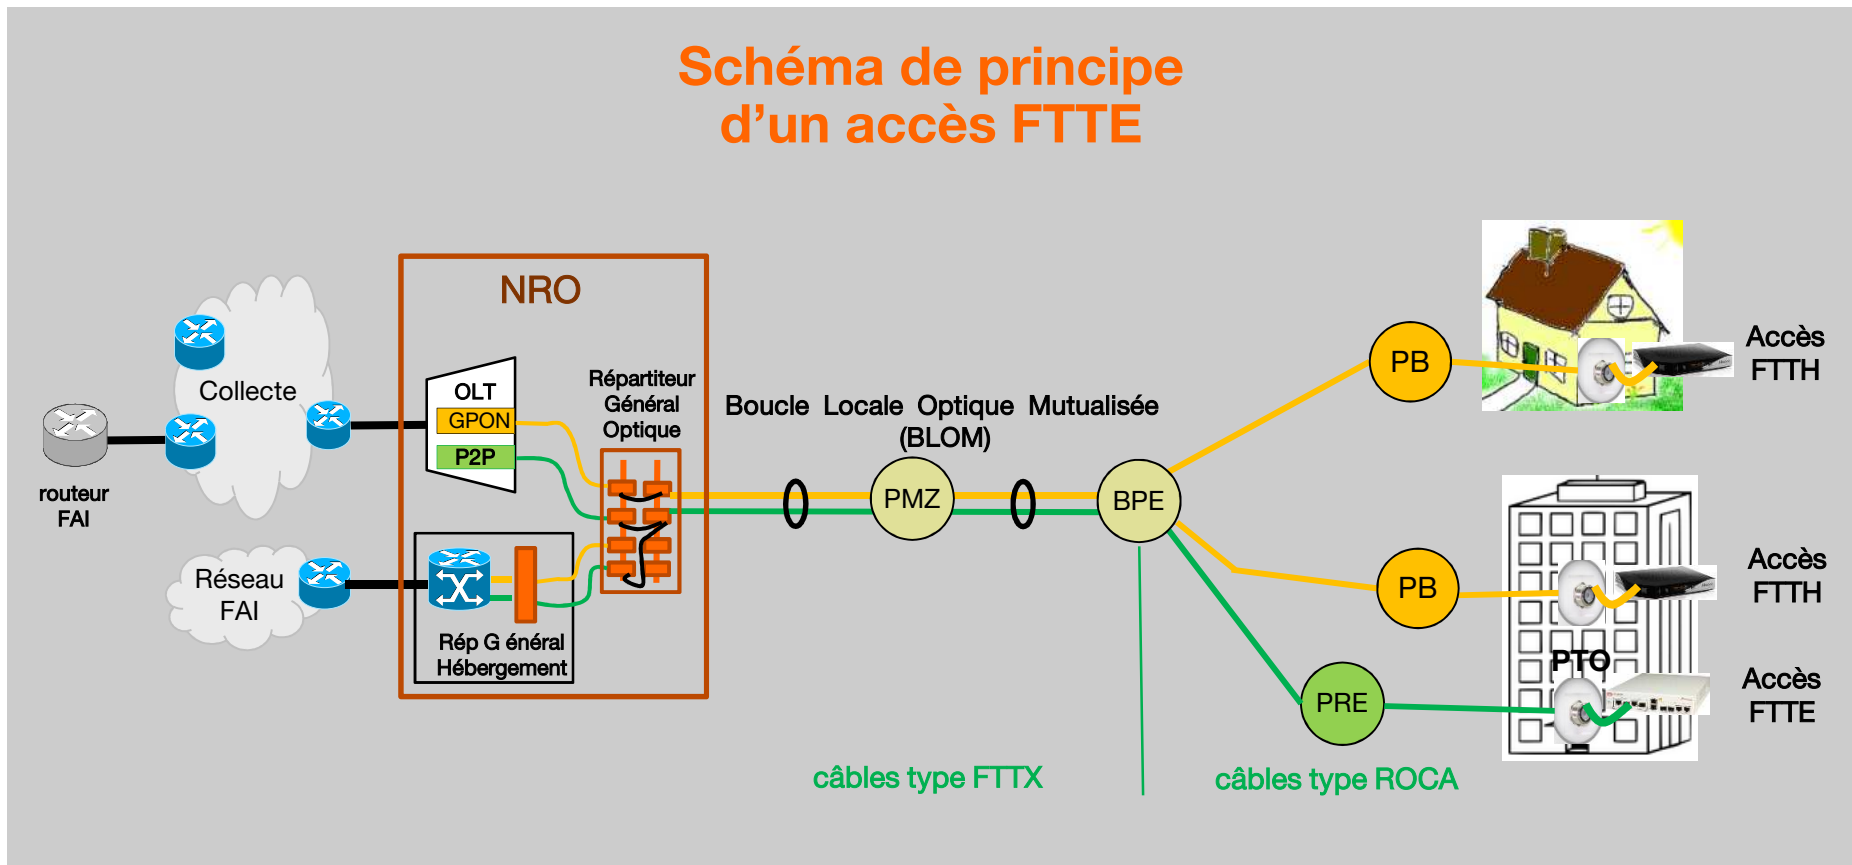 Schéma de principe
d’un accès FTTE
NRO
Collecte
routeur
FAI
Réseau
FAI
OLT
GPON
P2P
Répartiteur
Général
Optique
Rép G énéral
Hébergement
Boucle Locale Optique Mutualisée
(BLOM)
PMZ
BPE
PB
Accès
FTTH
PB
Accès
FTTH
PTO
PRE
Accès
FTTE
câbles type FTTX
câbles type ROCA